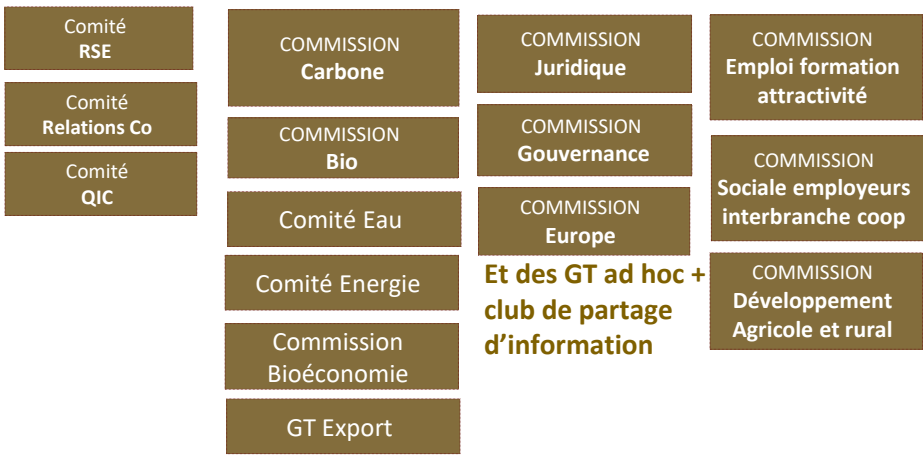 Comité
RSE
Comité
Relations Co
Comité
QIC
COMMISSION
Carbone
COMMISSION
Bio
Comité Eau
Comité Energie
Commission
Bioéconomie
GT Export
COMMISSION
Juridique
COMMISSION
Gouvernance
COMMISSION
Europe
Et des GT ad hoc +
club de partage
d’information
COMMISSION
Emploi formation
attractivité
COMMISSION
Sociale employeurs
interbranche coop
COMMISSION
Développement
Agricole et rural